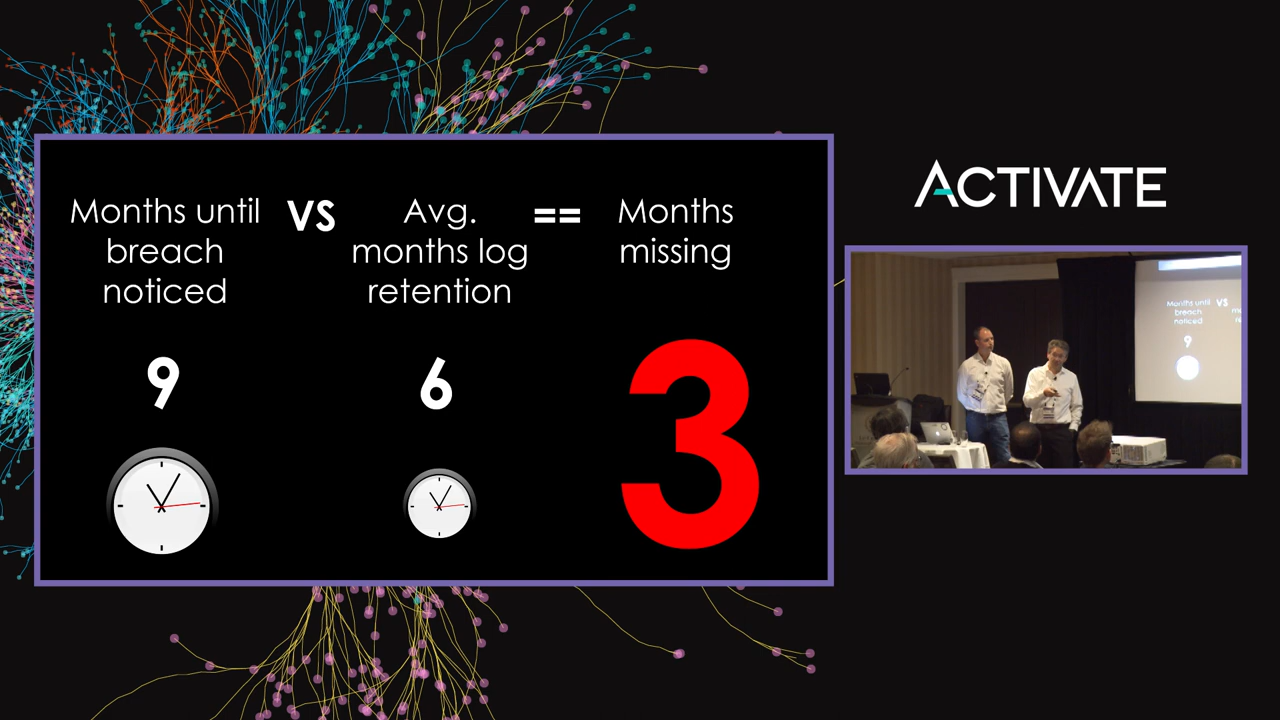 Months until
breach
noticed
VS
Avg.
months log
retention
==
Months
missing
9
6
3
ACTIVATE
Months until VS
breach
noticed
9